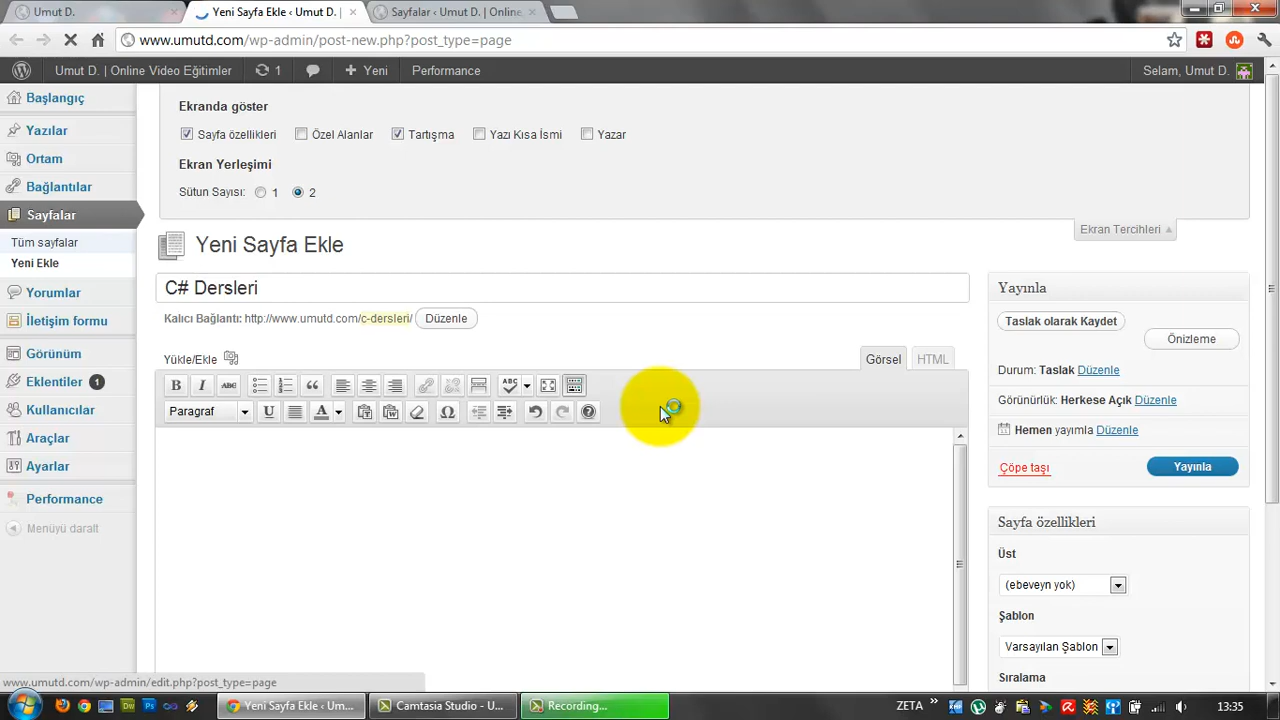 Umut D.
Yeni Sayfa Ekle ‹ Umut D. |
Sayfalar ‹ Umut D. | Online
www.umutd.com/wp-admin/post-new.php?post_type=page
Umut D. | Online Video Eğitimler
1
Yeni
Performance
Selam, Umut D.
Başlangıç
Yazılar
Ortam
Bağlantılar
Sayfalar
Tüm sayfalar
Yeni Ekle
Yorumlar
İletişim formu
Görünüm
Eklentiler 1
Kullanıcılar
Araçlar
Ayarlar
Performance
Menüyü daralt
Ekranda göster
Sayfa özellikleri
Özel Alanlar
Tartışma
Yazı Kısa İsmi
Yazar
Ekran Yerleşimi
Sütun Sayısı: 1 2
Ekran Tercihleri
Yeni Sayfa Ekle
C# Dersleri
Kalıcı Bağlantı: http://www.umutd.com/c-dersleri/ Düzenle
Yükle/Ekle
Görsel
HTML
B I ABC
ABC
Paragraf
U
A
Ω
Yayınla
Taslak olarak Kaydet
Önizleme
Durum: Taslak Düzenle
Görünürlük: Herkese Açık Düzenle
Hemen yayımla Düzenle
Çöpe taşı
Yayınla
Sayfa özellikleri
Üst
(ebeveyn yok)
Şablon
Varsayılan Şablon
Sıralama
www.umutd.com/wp-admin/edit.php?post_type=page
Yeni Sayfa Ekle ‹ Um...
Camtasia Studio - U...
Recording...
ZETA
13:35